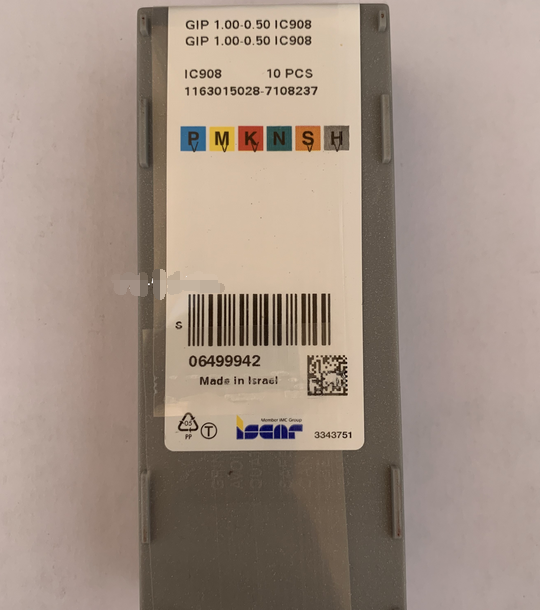 GIP 1.00-0.50 IC908
GIP 1.00-0.50 IC908
IC908 10 PCS
1163015028-7108237
P M K N S H
S
06499942
Made in Israel
05
PP
T
Member IMC Group
iscar
3343751